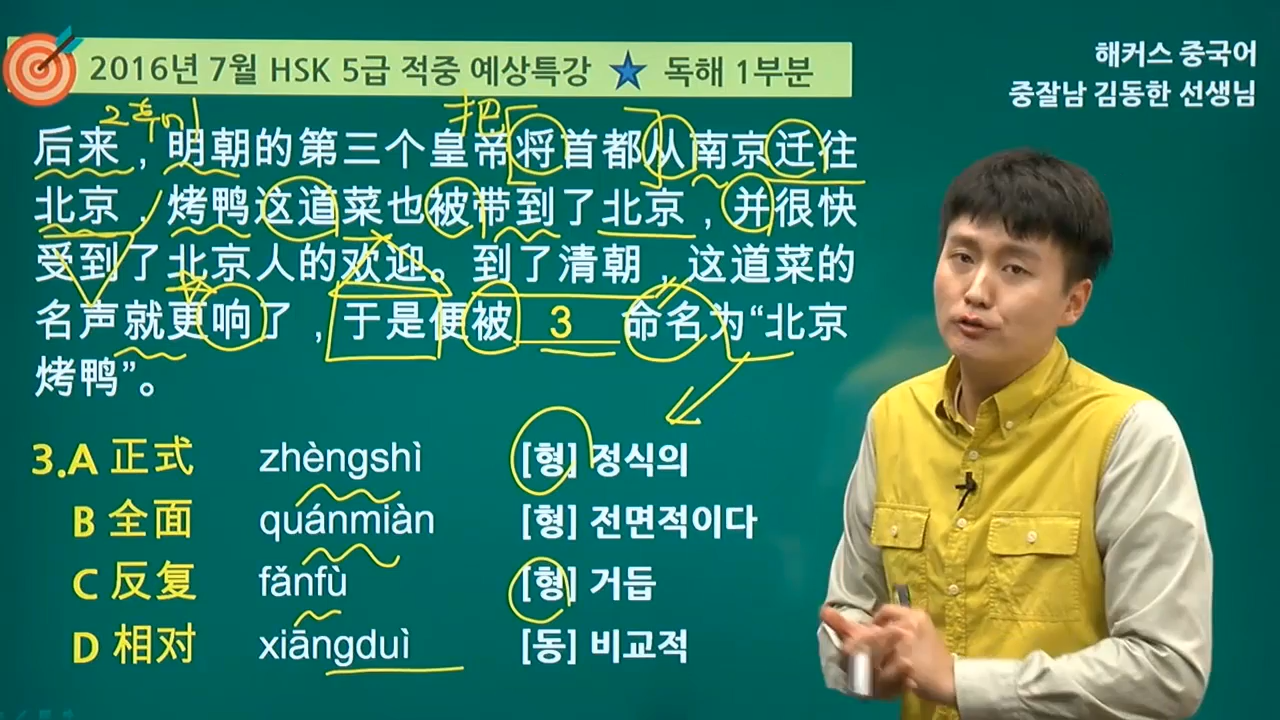 2016년 7월 HSK 5급 적중 예상특강 ★ 독해 1부분
해커스 중국어
중잘남 김동한 선생님
把
后来，明朝的第三个皇帝将首都从南京迁往
北京，烤鸭这道菜也被带到了北京，并很快
受到了北京人的欢迎。到了清朝，这道菜的
名声就更响了，于是便被 3 命名为“北京
烤鸭”。
3.A 正式 zhèngshì [형] 정식의
B 全面 quánmiàn [형] 전면적이다
C 反复 fǎnfù [형] 거듭
D 相对 xiāngduì [동] 비교적